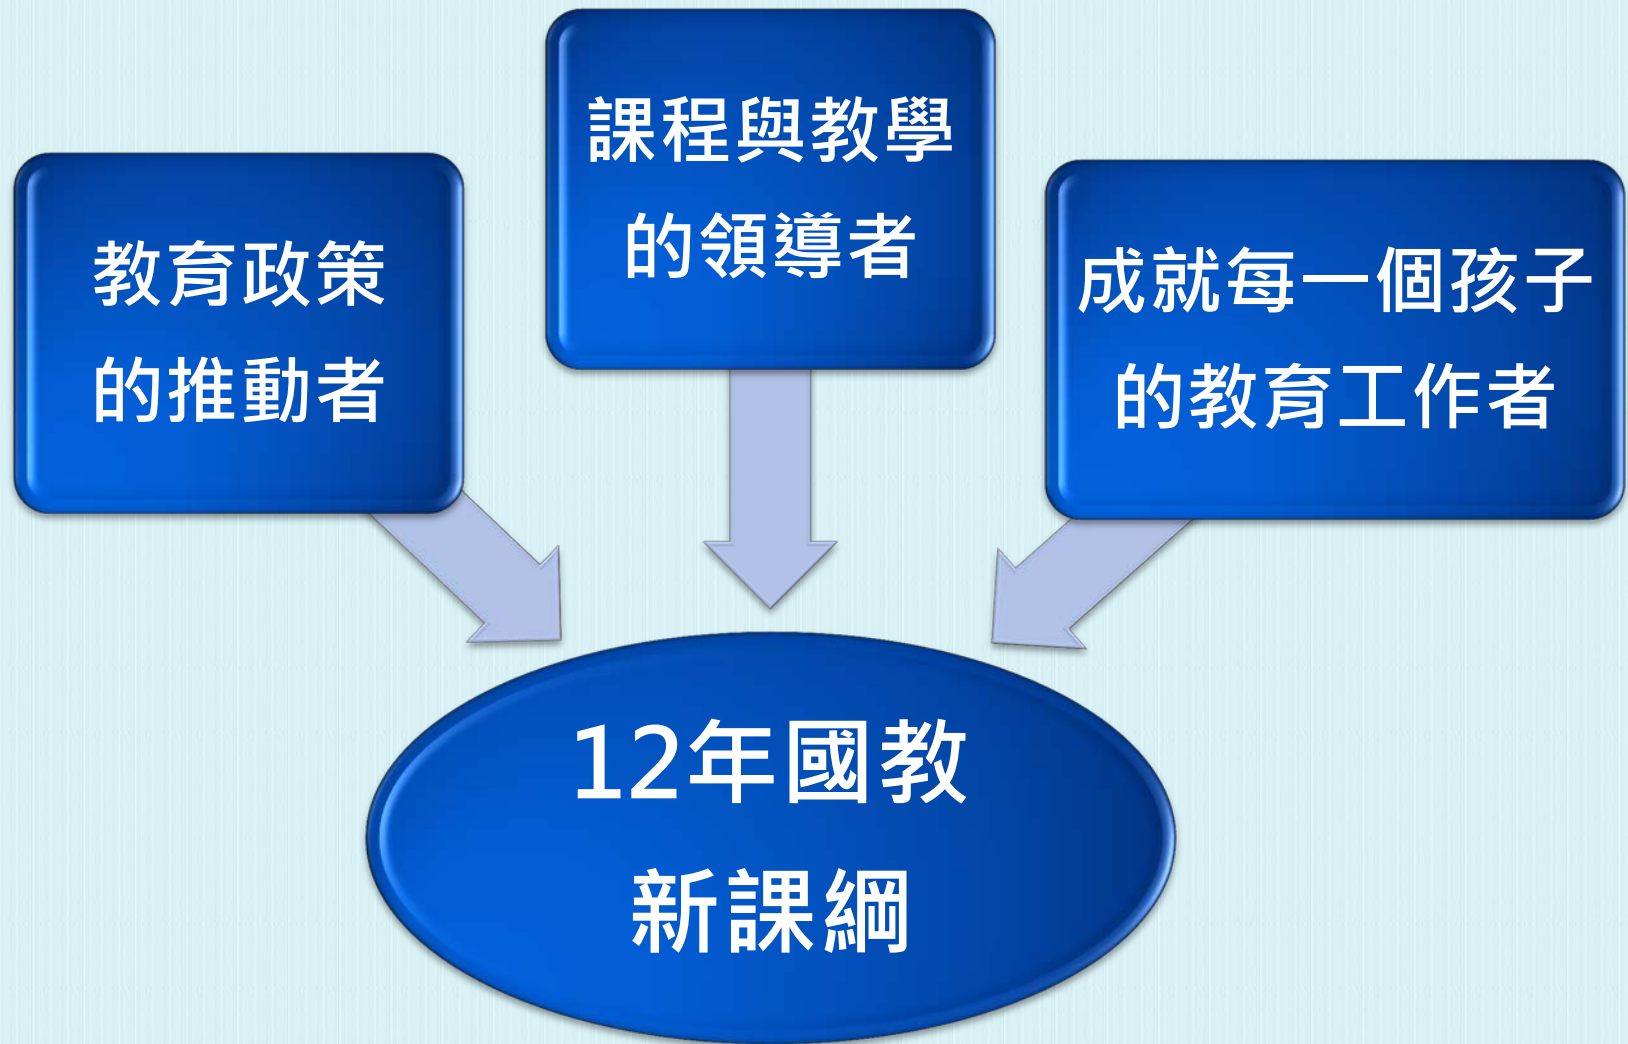 教育政策
的推動者
課程與教學
的領導者
成就每一個孩子
的教育工作者
12年國教
新課綱